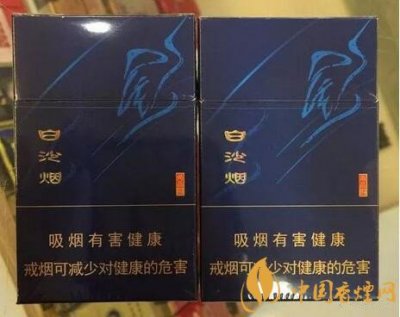 白沙烟
吸烟有害健康
戒烟可减少对健康的危害
白沙烟
吸烟有害健康
戒烟可减少对健康的危害
中国香烟网